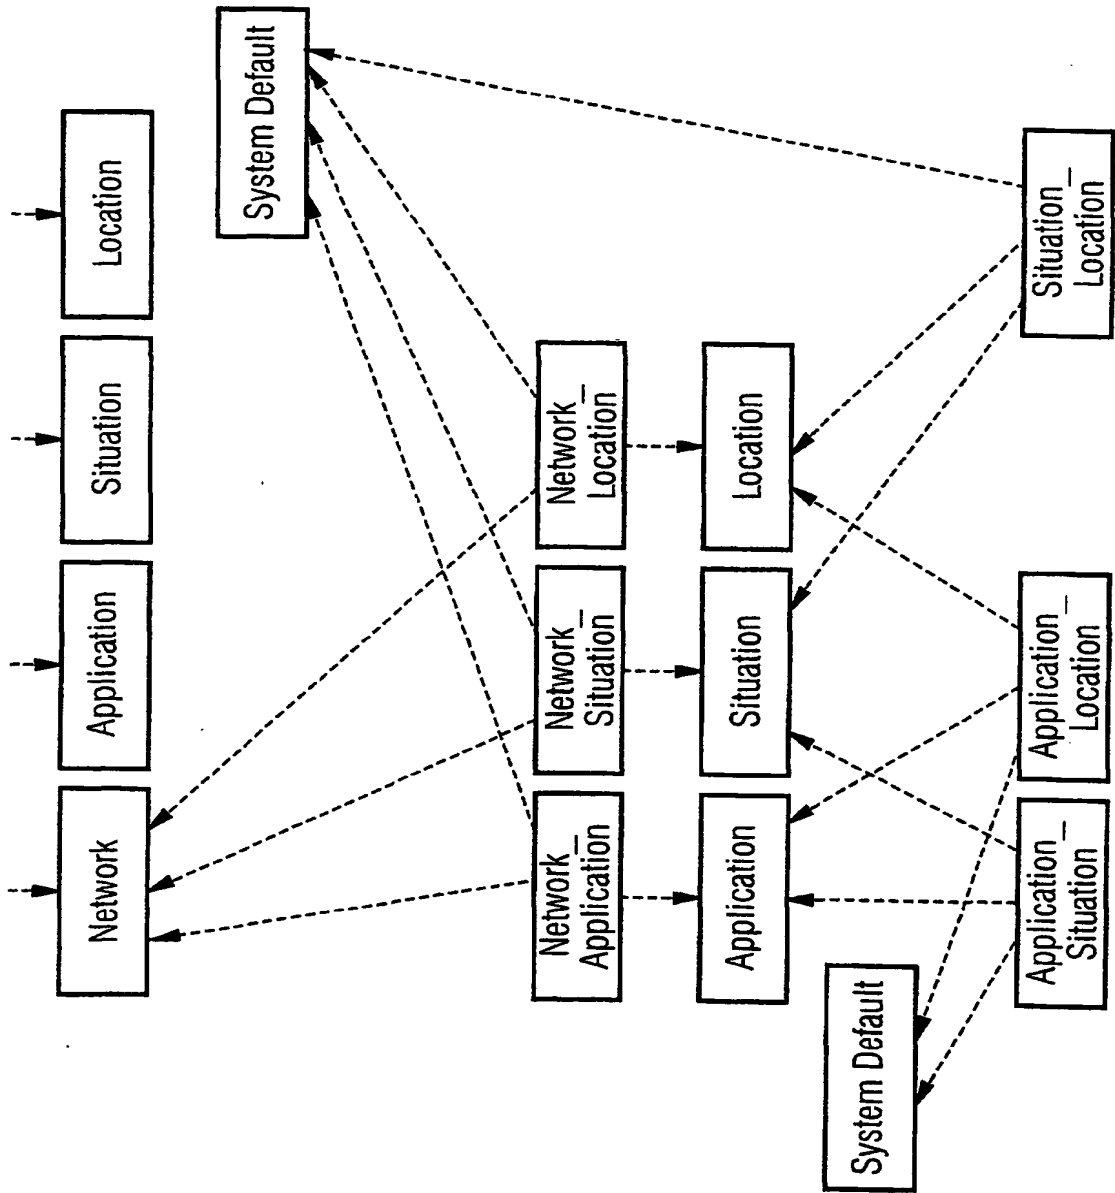 Network
Application
Situation
Location
System Default
Network_
Application
Network_
Situation
Network_
Location
Application
Situation
Location
System Default
Application_
Situation
Application_
Location
Situation_
Location